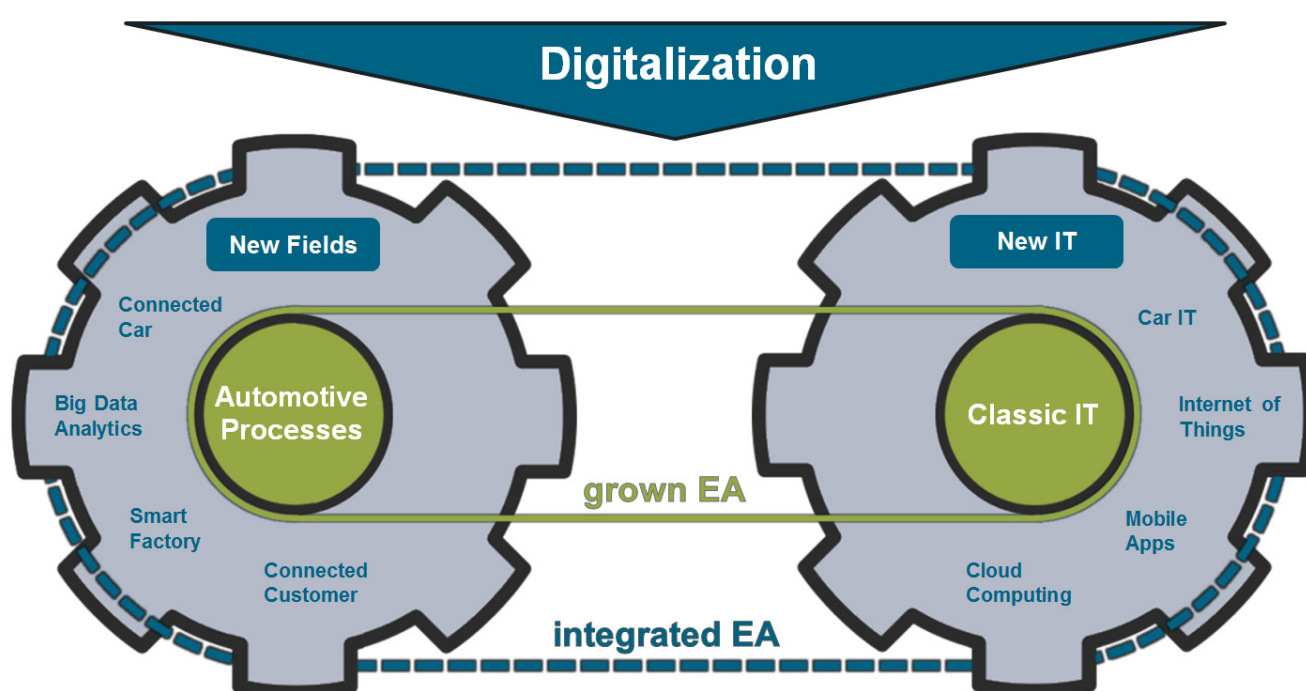 Digitalization
New Fields
Connected
Car
Big Data
Analytics
Smart
Factory
Connected
Customer
Automotive
Processes
grown EA
integrated EA
New IT
Car IT
Classic IT
Internet of
Things
Mobile
Apps
Cloud
Computing